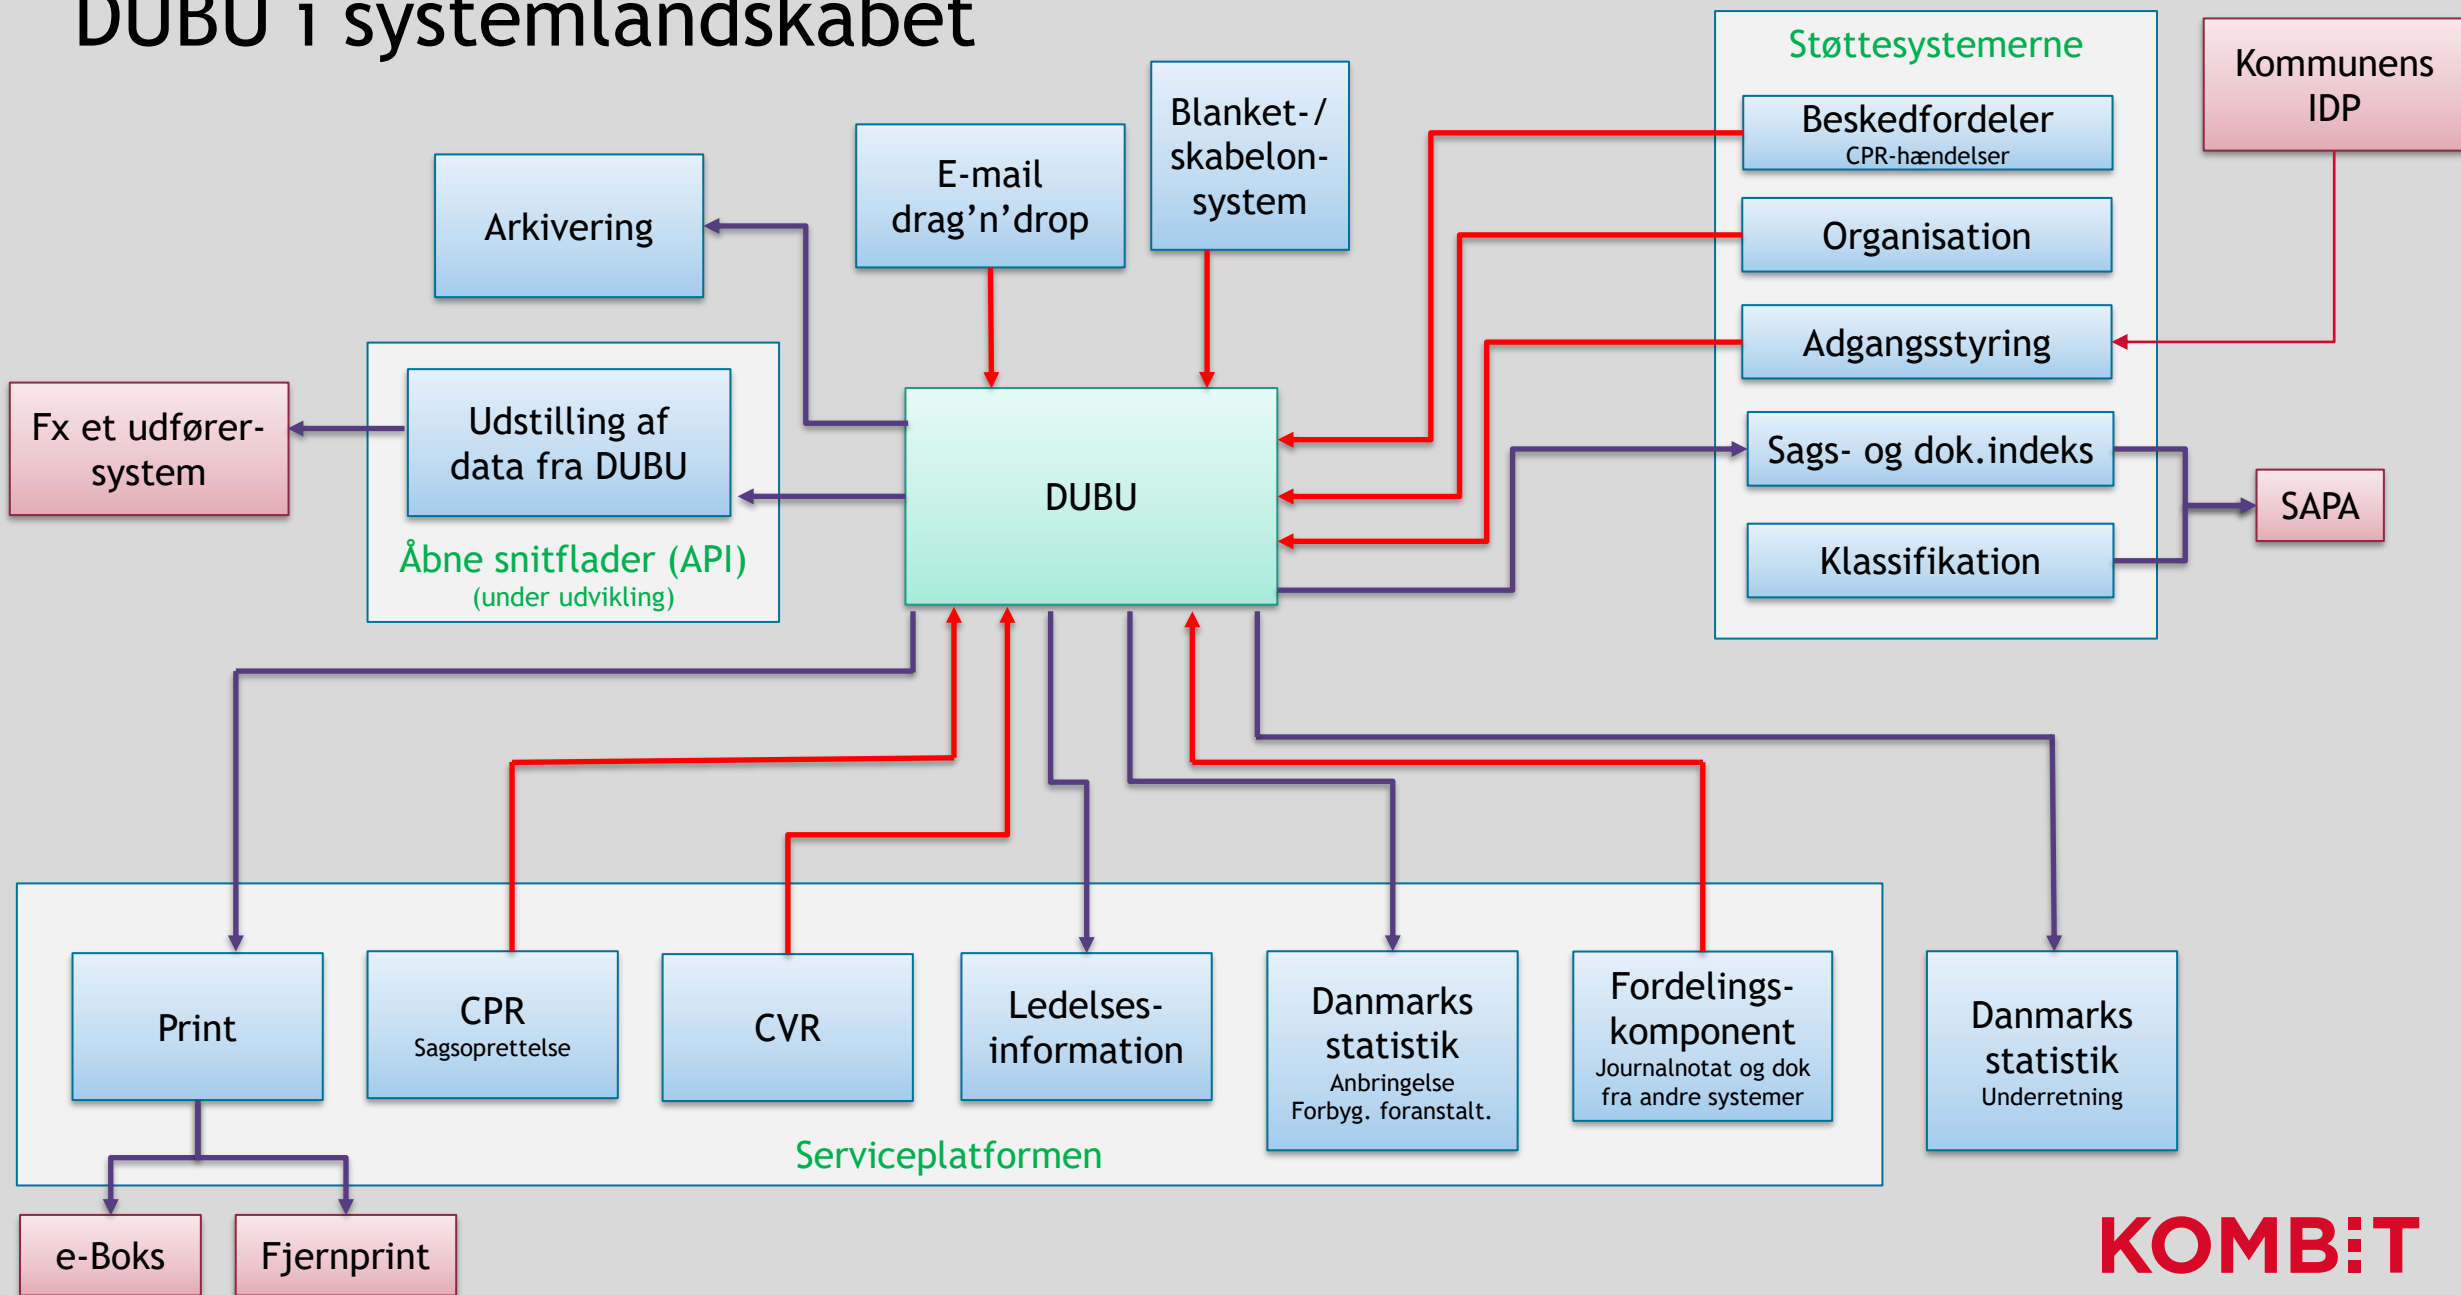 DUBU i systemlandskabet
Støttesystemerne
Kommunens
IDP
Beskedfordeler
CPR-hændelser
Organisation
Adgangsstyring
Sags- og dok.indeks
Klassifikation
SAPA
Blanket-/
skabelon-
system
E-mail
drag’n’drop
Arkivering
Fx et udfører-
system
Udstilling af
data fra DUBU
Åbne snitflader (API)
(under udvikling)
DUBU
Print
CPR
Sagsoprettelse
CVR
Ledelses-
information
Danmarks
statistik
Anbringelse
Forbyg. foranstalt.
Fordelings-
komponent
Journalnotat og dok
fra andre systemer
Danmarks
statistik
Underretning
Serviceplatformen
e-Boks
Fjernprint
KOMBIT